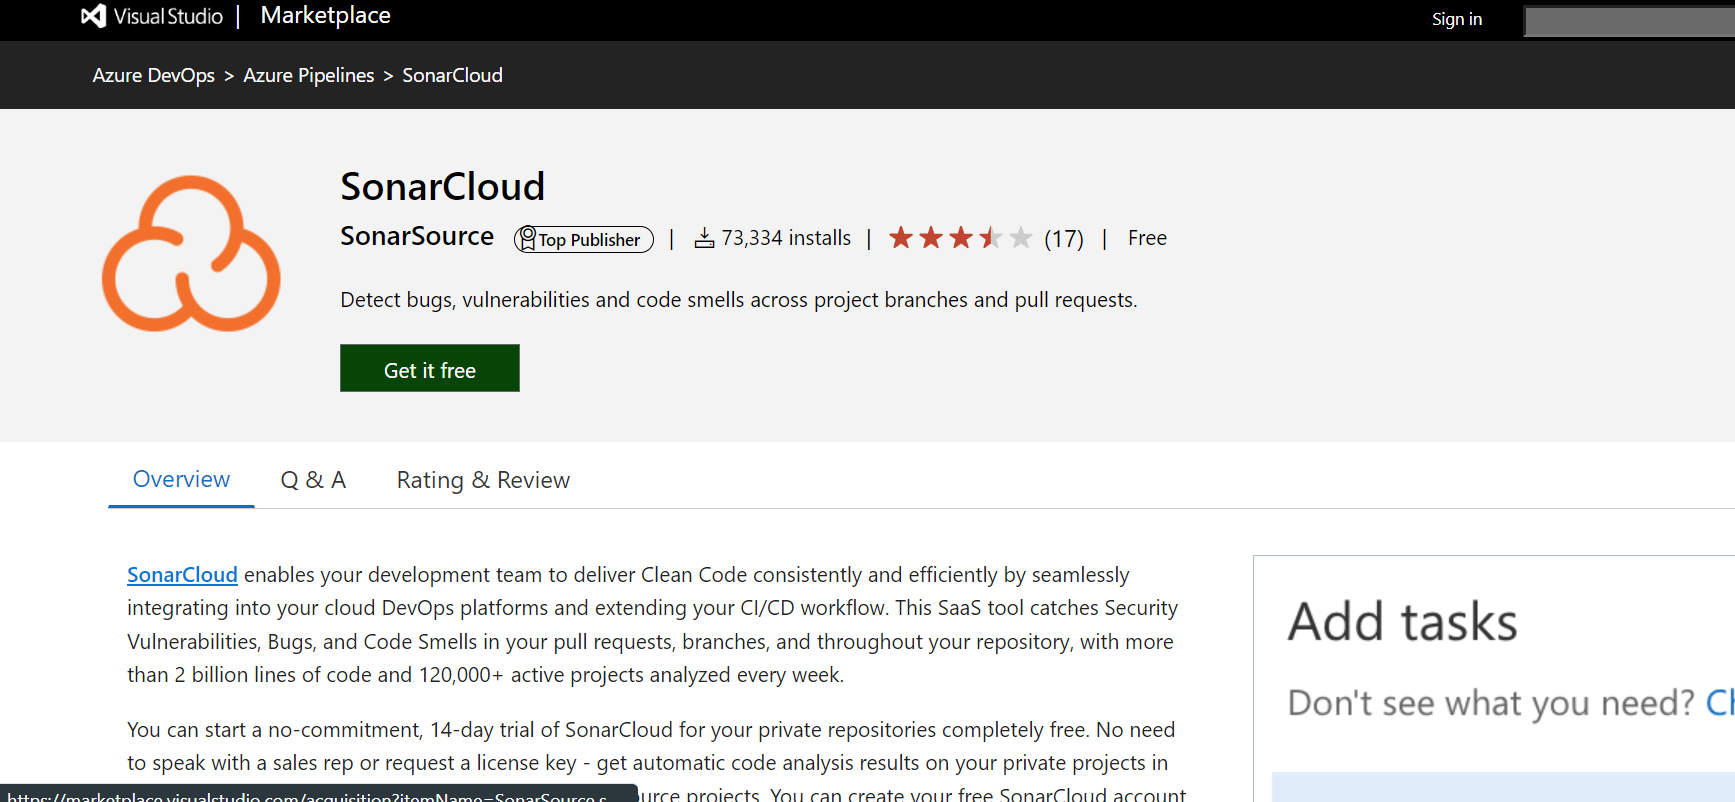 Visual Studio | Marketplace
Sign in
Azure DevOps > Azure Pipelines > SonarCloud
SonarCloud
SonarSource Top Publisher | 73,334 installs | (17) | Free
Detect bugs, vulnerabilities and code smells across project branches and pull requests.
Get it free
Overview Q & A Rating & Review
SonarCloud enables your development team to deliver Clean Code consistently and efficiently by seamlessly
integrating into your cloud DevOps platforms and extending your CI/CD workflow. This SaaS tool catches Security
Vulnerabilities, Bugs, and Code Smells in your pull requests, branches, and throughout your repository, with more
than 2 billion lines of code and 120,000+ active projects analyzed every week.
You can start a no-commitment, 14-day trial of SonarCloud for your private repositories completely free. No need
to speak with a sales rep or request a license key - get automatic code analysis results on your private projects in
urce projects. You can create your free SonarCloud account
Add tasks
Don't see what you need? Ch
https://marketplace.visualstudio.com/acquisition?itemName=SonarSource.s...